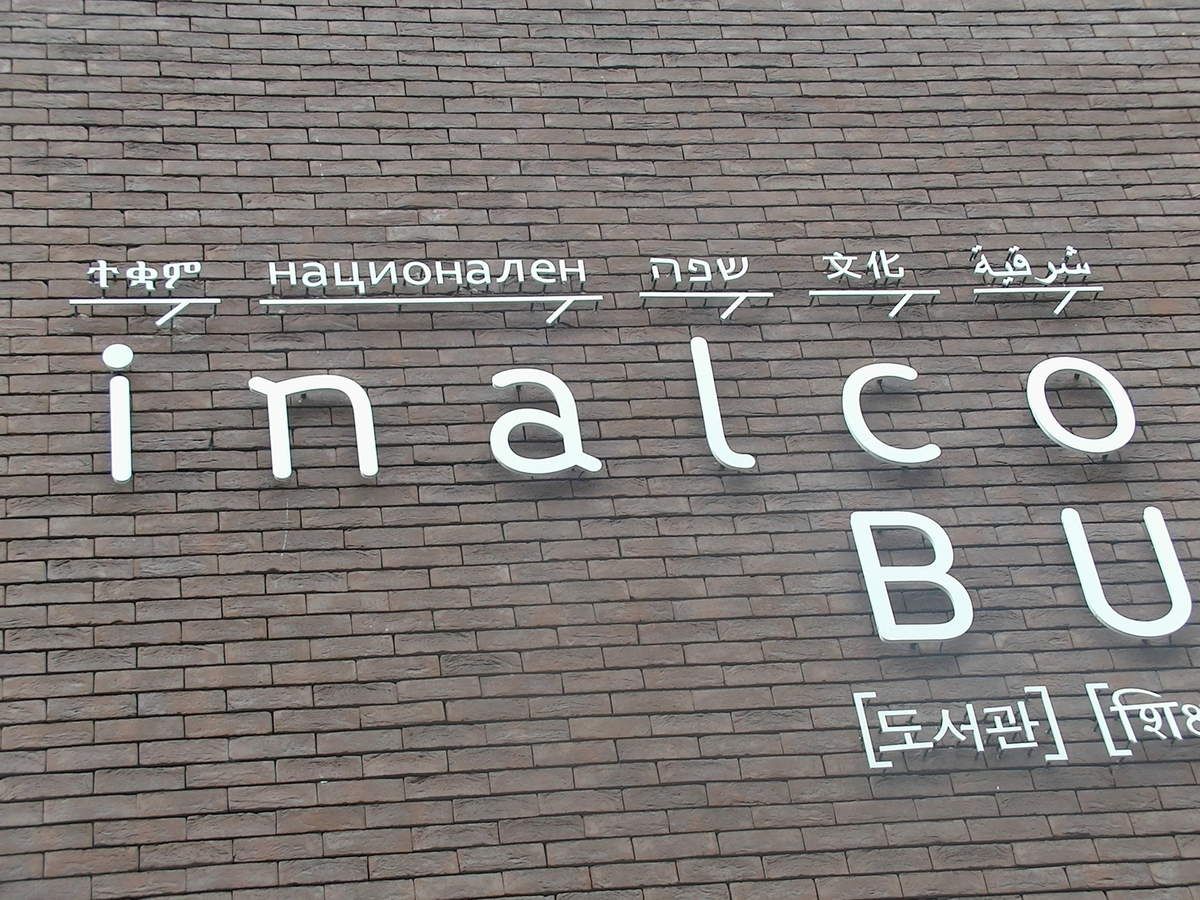 ተቋም национален שפה 文化 شرقية
inalco
BU
[도서관] [शिक्ष